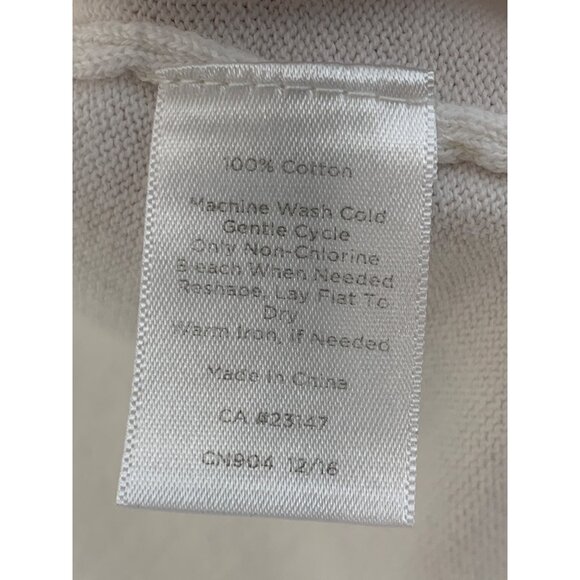 100% Cotton
Machine Wash Cold
Gentle Cycle
Only Non-Chlorine
Bleach When Needed
Reshape, Lay Flat To
Dry
Warm Iron, If Needed
Made In China
CA #23147
CN904 12/16